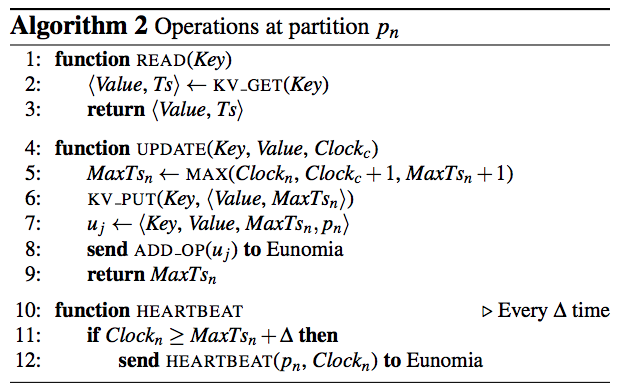 Algorithm 2 Operations at partition pₙ
1: function READ(Key)
2: ⟨Value, Ts⟩ ← KV_GET(Key)
3: return ⟨Value, Ts⟩
4: function UPDATE(Key, Value, Clock_c)
5: MaxTsₙ ← MAX(Clockₙ, Clock_c + 1, MaxTsₙ + 1)
6: KV_PUT(Key, ⟨Value, MaxTsₙ⟩)
7: uⱼ ← ⟨Key, Value, MaxTsₙ, pₙ⟩
8: send ADD_OP(uⱼ) to Eunomia
9: return MaxTsₙ
10: function HEARTBEAT ▷ Every Δ time
11: if Clockₙ ≥ MaxTsₙ + Δ then
12: send HEARTBEAT(pₙ, Clockₙ) to Eunomia